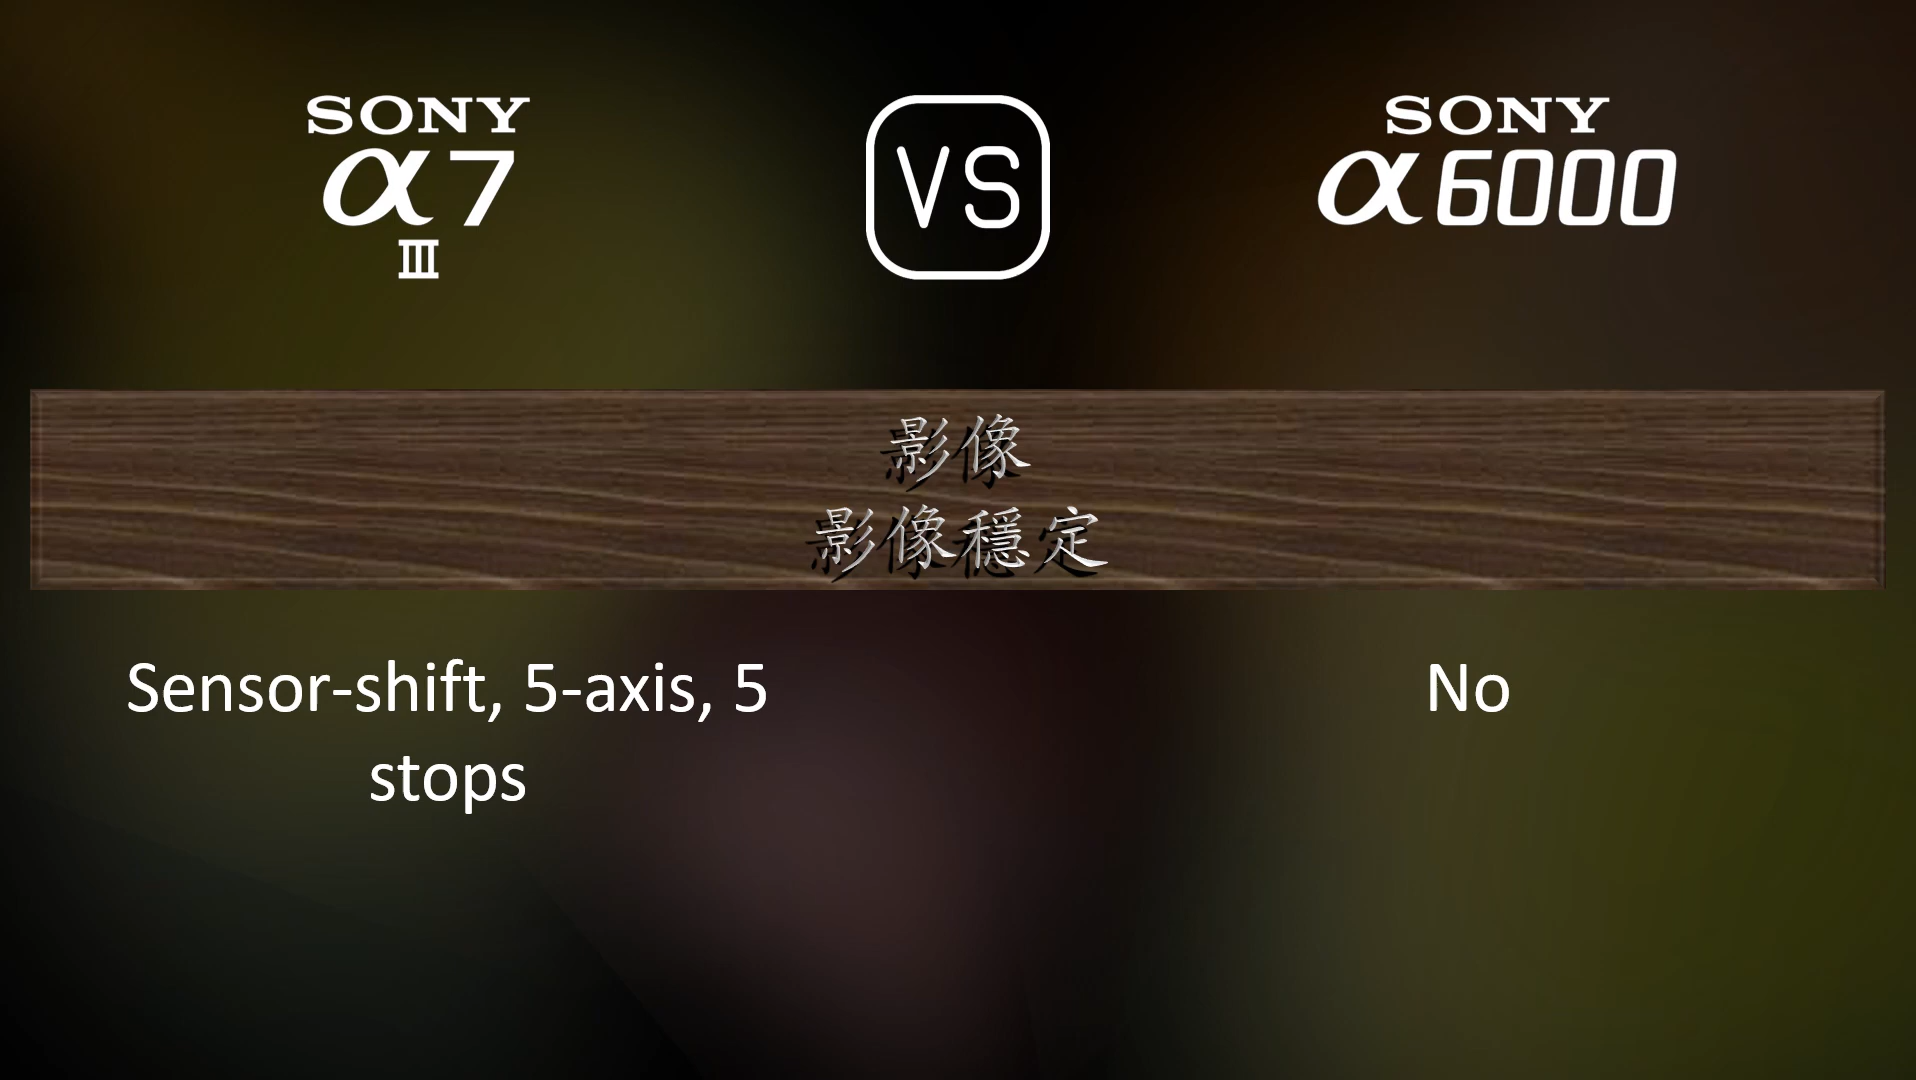 SONY
α7
III
VS
SONY
α6000
影像
影像穩定
Sensor-shift, 5-axis, 5
stops
No